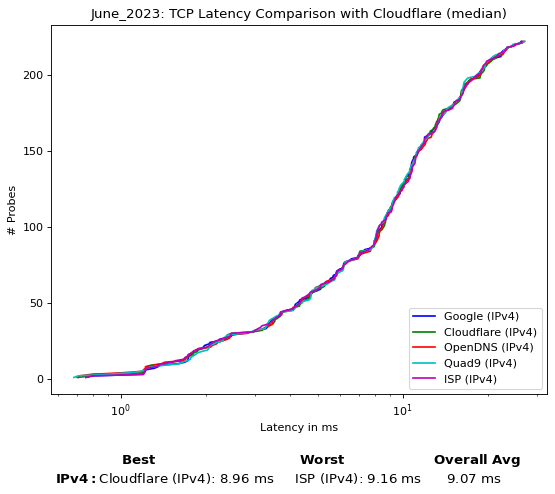 June_2023: TCP Latency Comparison with Cloudflare (median)
# Probes
200
150
100
50
0
Google (IPv4)
Cloudflare (IPv4)
OpenDNS (IPv4)
Quad9 (IPv4)
ISP (IPv4)
10⁰
10¹
Latency in ms
Best Worst Overall Avg
IPv4: Cloudflare (IPv4): 8.96 ms ISP (IPv4): 9.16 ms 9.07 ms